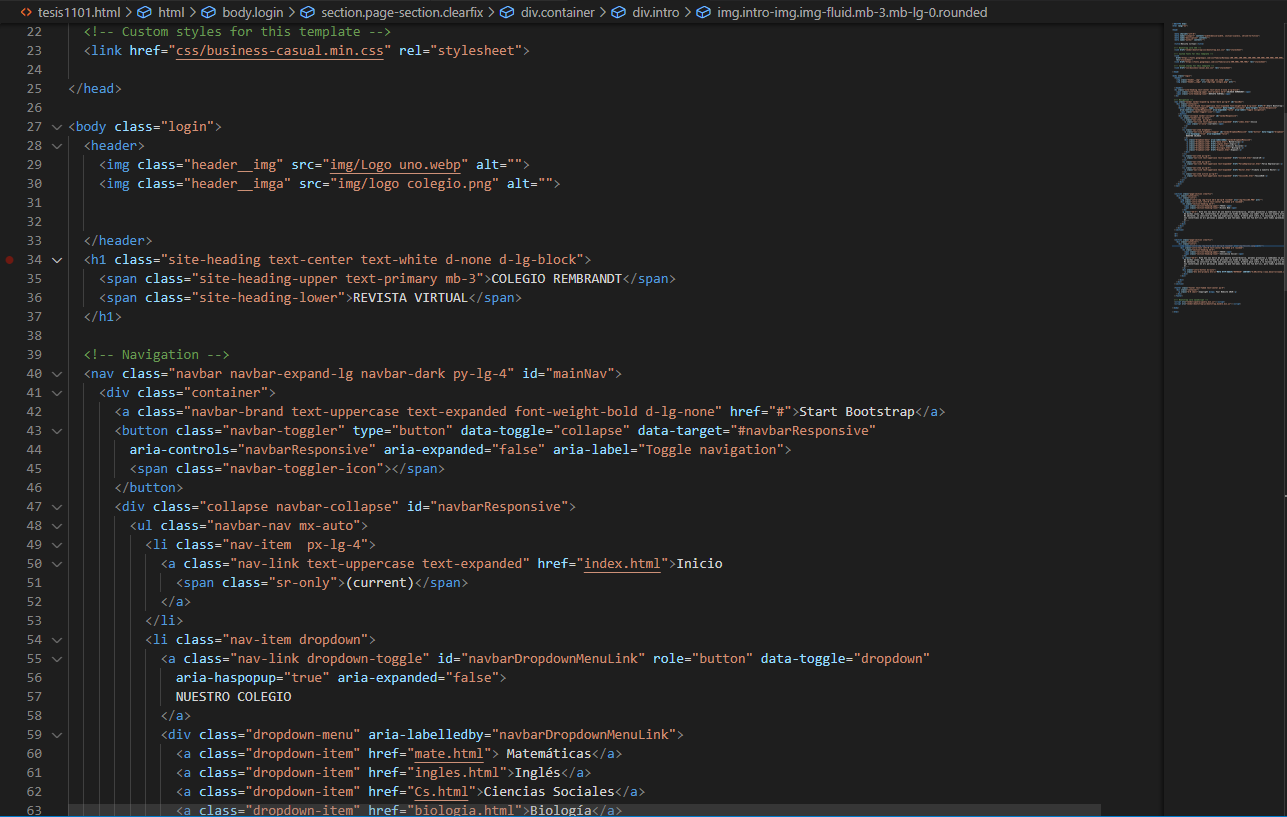 tesis1101.html > html > body.login > section.page-section.clearfix > div.container > div.intro > img.intro-img.img-fluid.mb-3.mb-lg-0.rounded
22 <!-- Custom styles for this template -->
23 <link href="css/business-casual.min.css" rel="stylesheet">
24
25 </head>
26
27 <body class="login">
28 <header>
29 <img class="header__img" src="img/Logo uno.webp" alt="">
30 <img class="header__imga" src="img/logo colegio.png" alt="">
31
32
33 </header>
34 <h1 class="site-heading text-center text-white d-none d-lg-block">
35 <span class="site-heading-upper text-primary mb-3">COLEGIO REMBRANDT</span>
36 <span class="site-heading-lower">REVISTA VIRTUAL</span>
37 </h1>
38
39 <!-- Navigation -->
40 <nav class="navbar navbar-expand-lg navbar-dark py-lg-4" id="mainNav">
41 <div class="container">
42 <a class="navbar-brand text-uppercase text-expanded font-weight-bold d-lg-none" href="#">Start Bootstrap</a>
43 <button class="navbar-toggler" type="button" data-toggle="collapse" data-target="#navbarResponsive"
44 aria-controls="navbarResponsive" aria-expanded="false" aria-label="Toggle navigation">
45 <span class="navbar-toggler-icon"></span>
46 </button>
47 <div class="collapse navbar-collapse" id="navbarResponsive">
48 <ul class="navbar-nav mx-auto">
49 <li class="nav-item  px-lg-4">
50 <a class="nav-link text-uppercase text-expanded" href="index.html">Inicio
51 <span class="sr-only">(current)</span>
52 </a>
53 </li>
54 <li class="nav-item dropdown">
55 <a class="nav-link dropdown-toggle" id="navbarDropdownMenuLink" role="button" data-toggle="dropdown"
56 aria-haspopup="true" aria-expanded="false">
57 NUESTRO COLEGIO
58 </a>
59 <div class="dropdown-menu" aria-labelledby="navbarDropdownMenuLink">
60 <a class="dropdown-item" href="mate.html"> Matemáticas</a>
61 <a class="dropdown-item" href="ingles.html">Inglés</a>
62 <a class="dropdown-item" href="Cs.html">Ciencias Sociales</a>
63 <a class="dropdown-item" href="biologia.html">Biología</a>